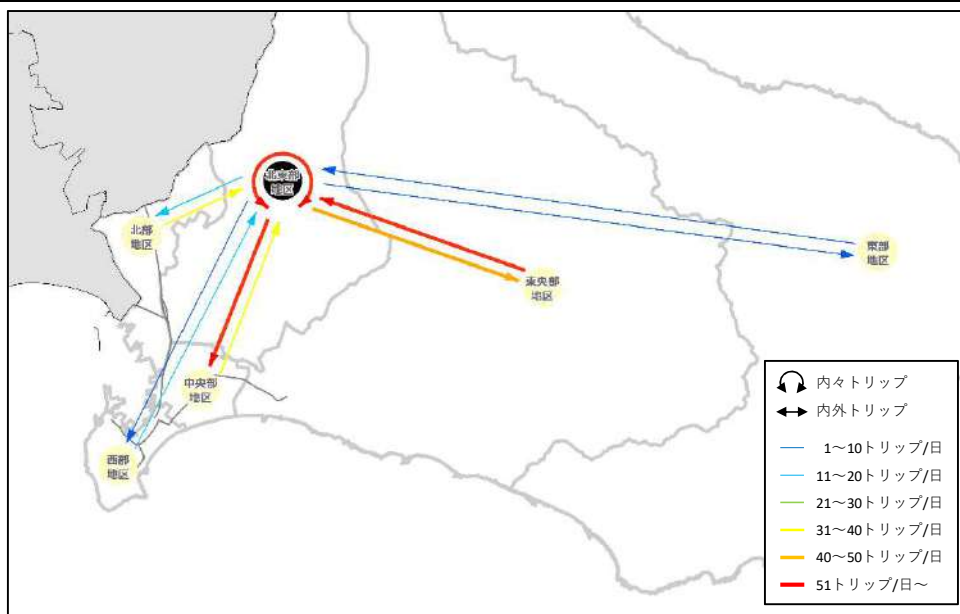 北東部
地区
北部
地区
東部
地区
東央部
地区
中央部
地区
西部
地区
内々トリップ
内外トリップ
1〜10トリップ/日
11〜20トリップ/日
21〜30トリップ/日
31〜40トリップ/日
40〜50トリップ/日
51トリップ/日〜